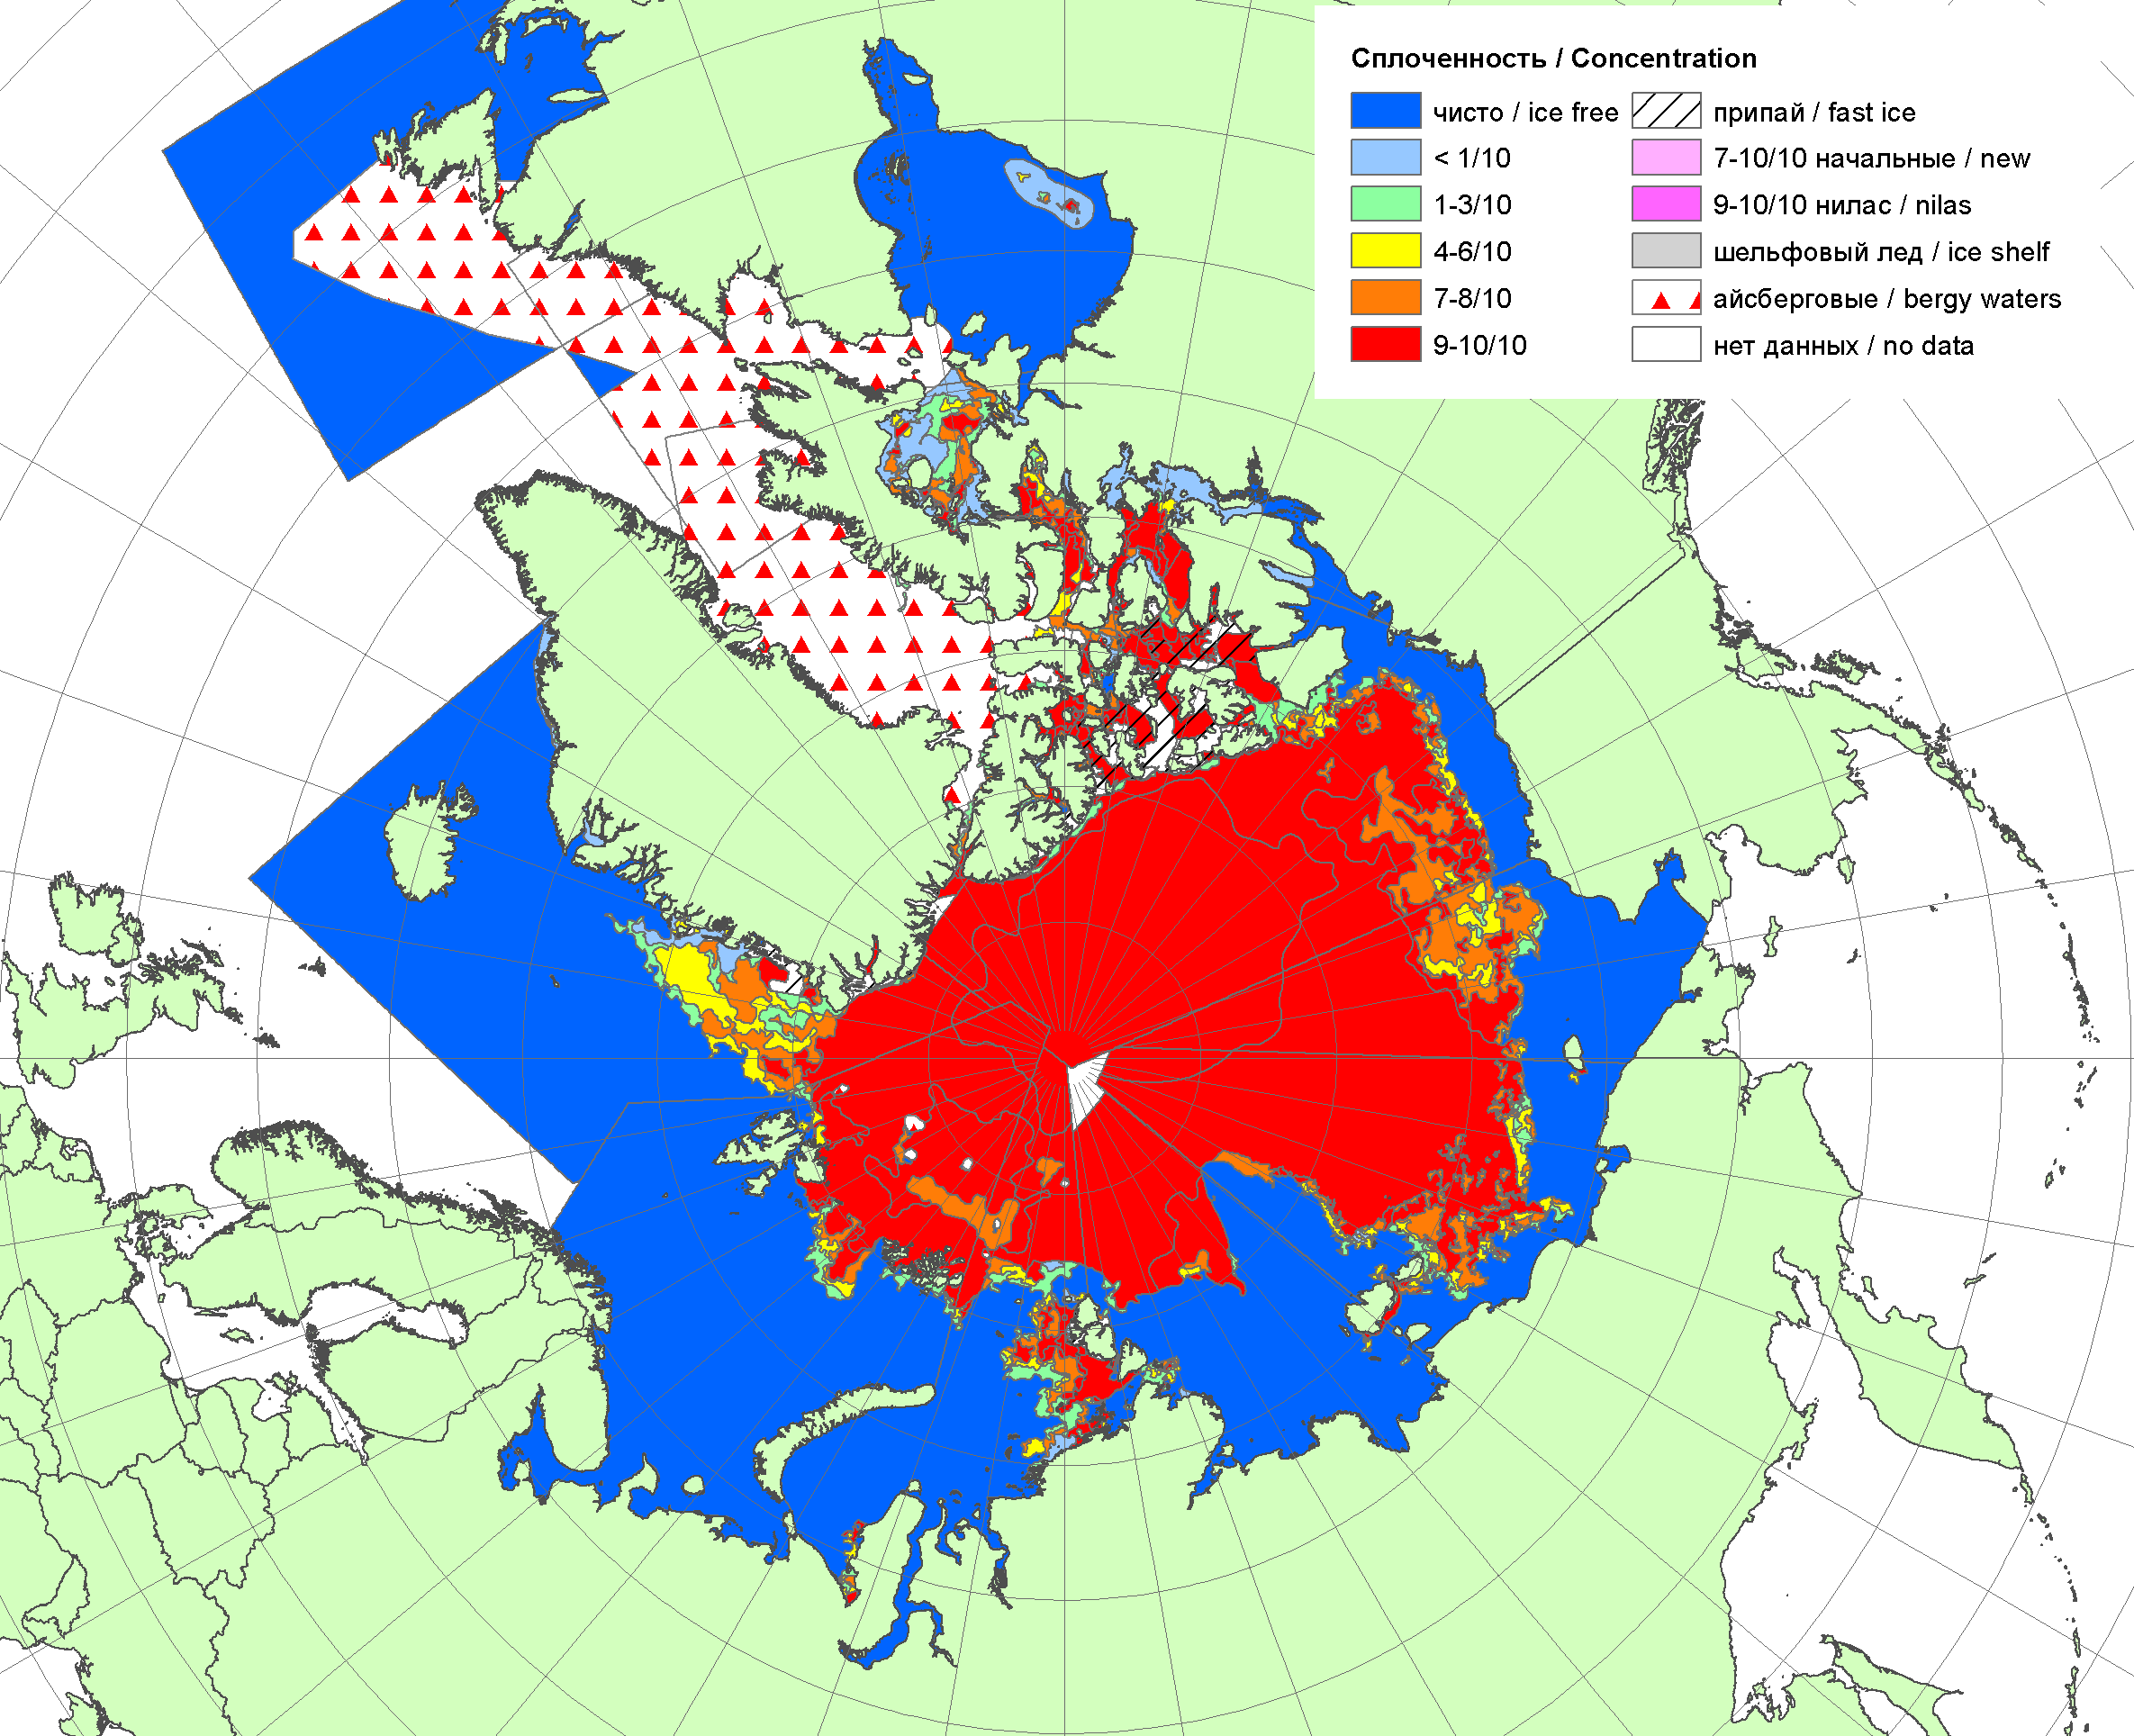 Сплоченность / Concentration
чисто / ice free
< 1/10
1-3/10
4-6/10
7-8/10
9-10/10
припай / fast ice
7-10/10 начальные / new
9-10/10 нилас / nilas
шельфовый лед / ice shelf
айсберговые / bergy waters
нет данных / no data